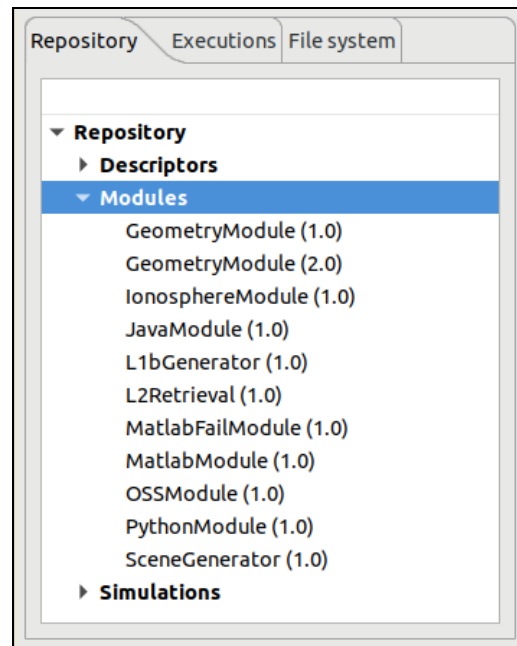 Repository Executions File system
Repository
Descriptors
Modules
GeometryModule (1.0)
GeometryModule (2.0)
IonosphereModule (1.0)
JavaModule (1.0)
L1bGenerator (1.0)
L2Retrieval (1.0)
MatlabFailModule (1.0)
MatlabModule (1.0)
OSSModule (1.0)
PythonModule (1.0)
SceneGenerator (1.0)
Simulations